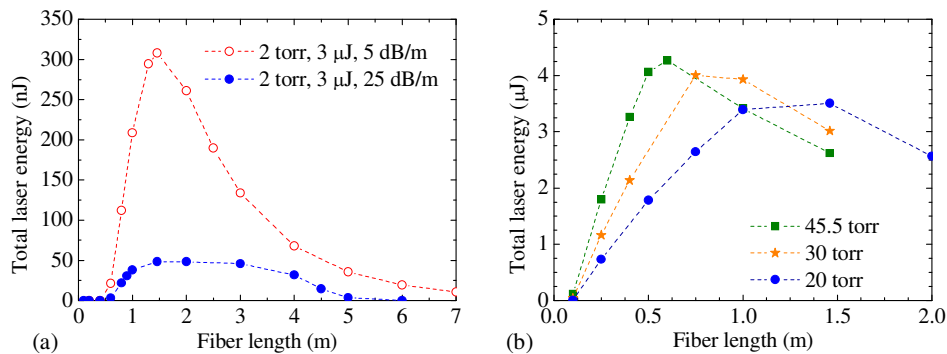 350
300
250
200
150
100
50
0
Total laser energy (nJ)
2 torr, 3 μJ, 5 dB/m
2 torr, 3 μJ, 25 dB/m
0 1 2 3 4 5 6 7
(a) Fiber length (m)
5
4
3
2
1
0
Total laser energy (μJ)
45.5 torr
30 torr
20 torr
0.0 0.5 1.0 1.5 2.0
(b) Fiber length (m)